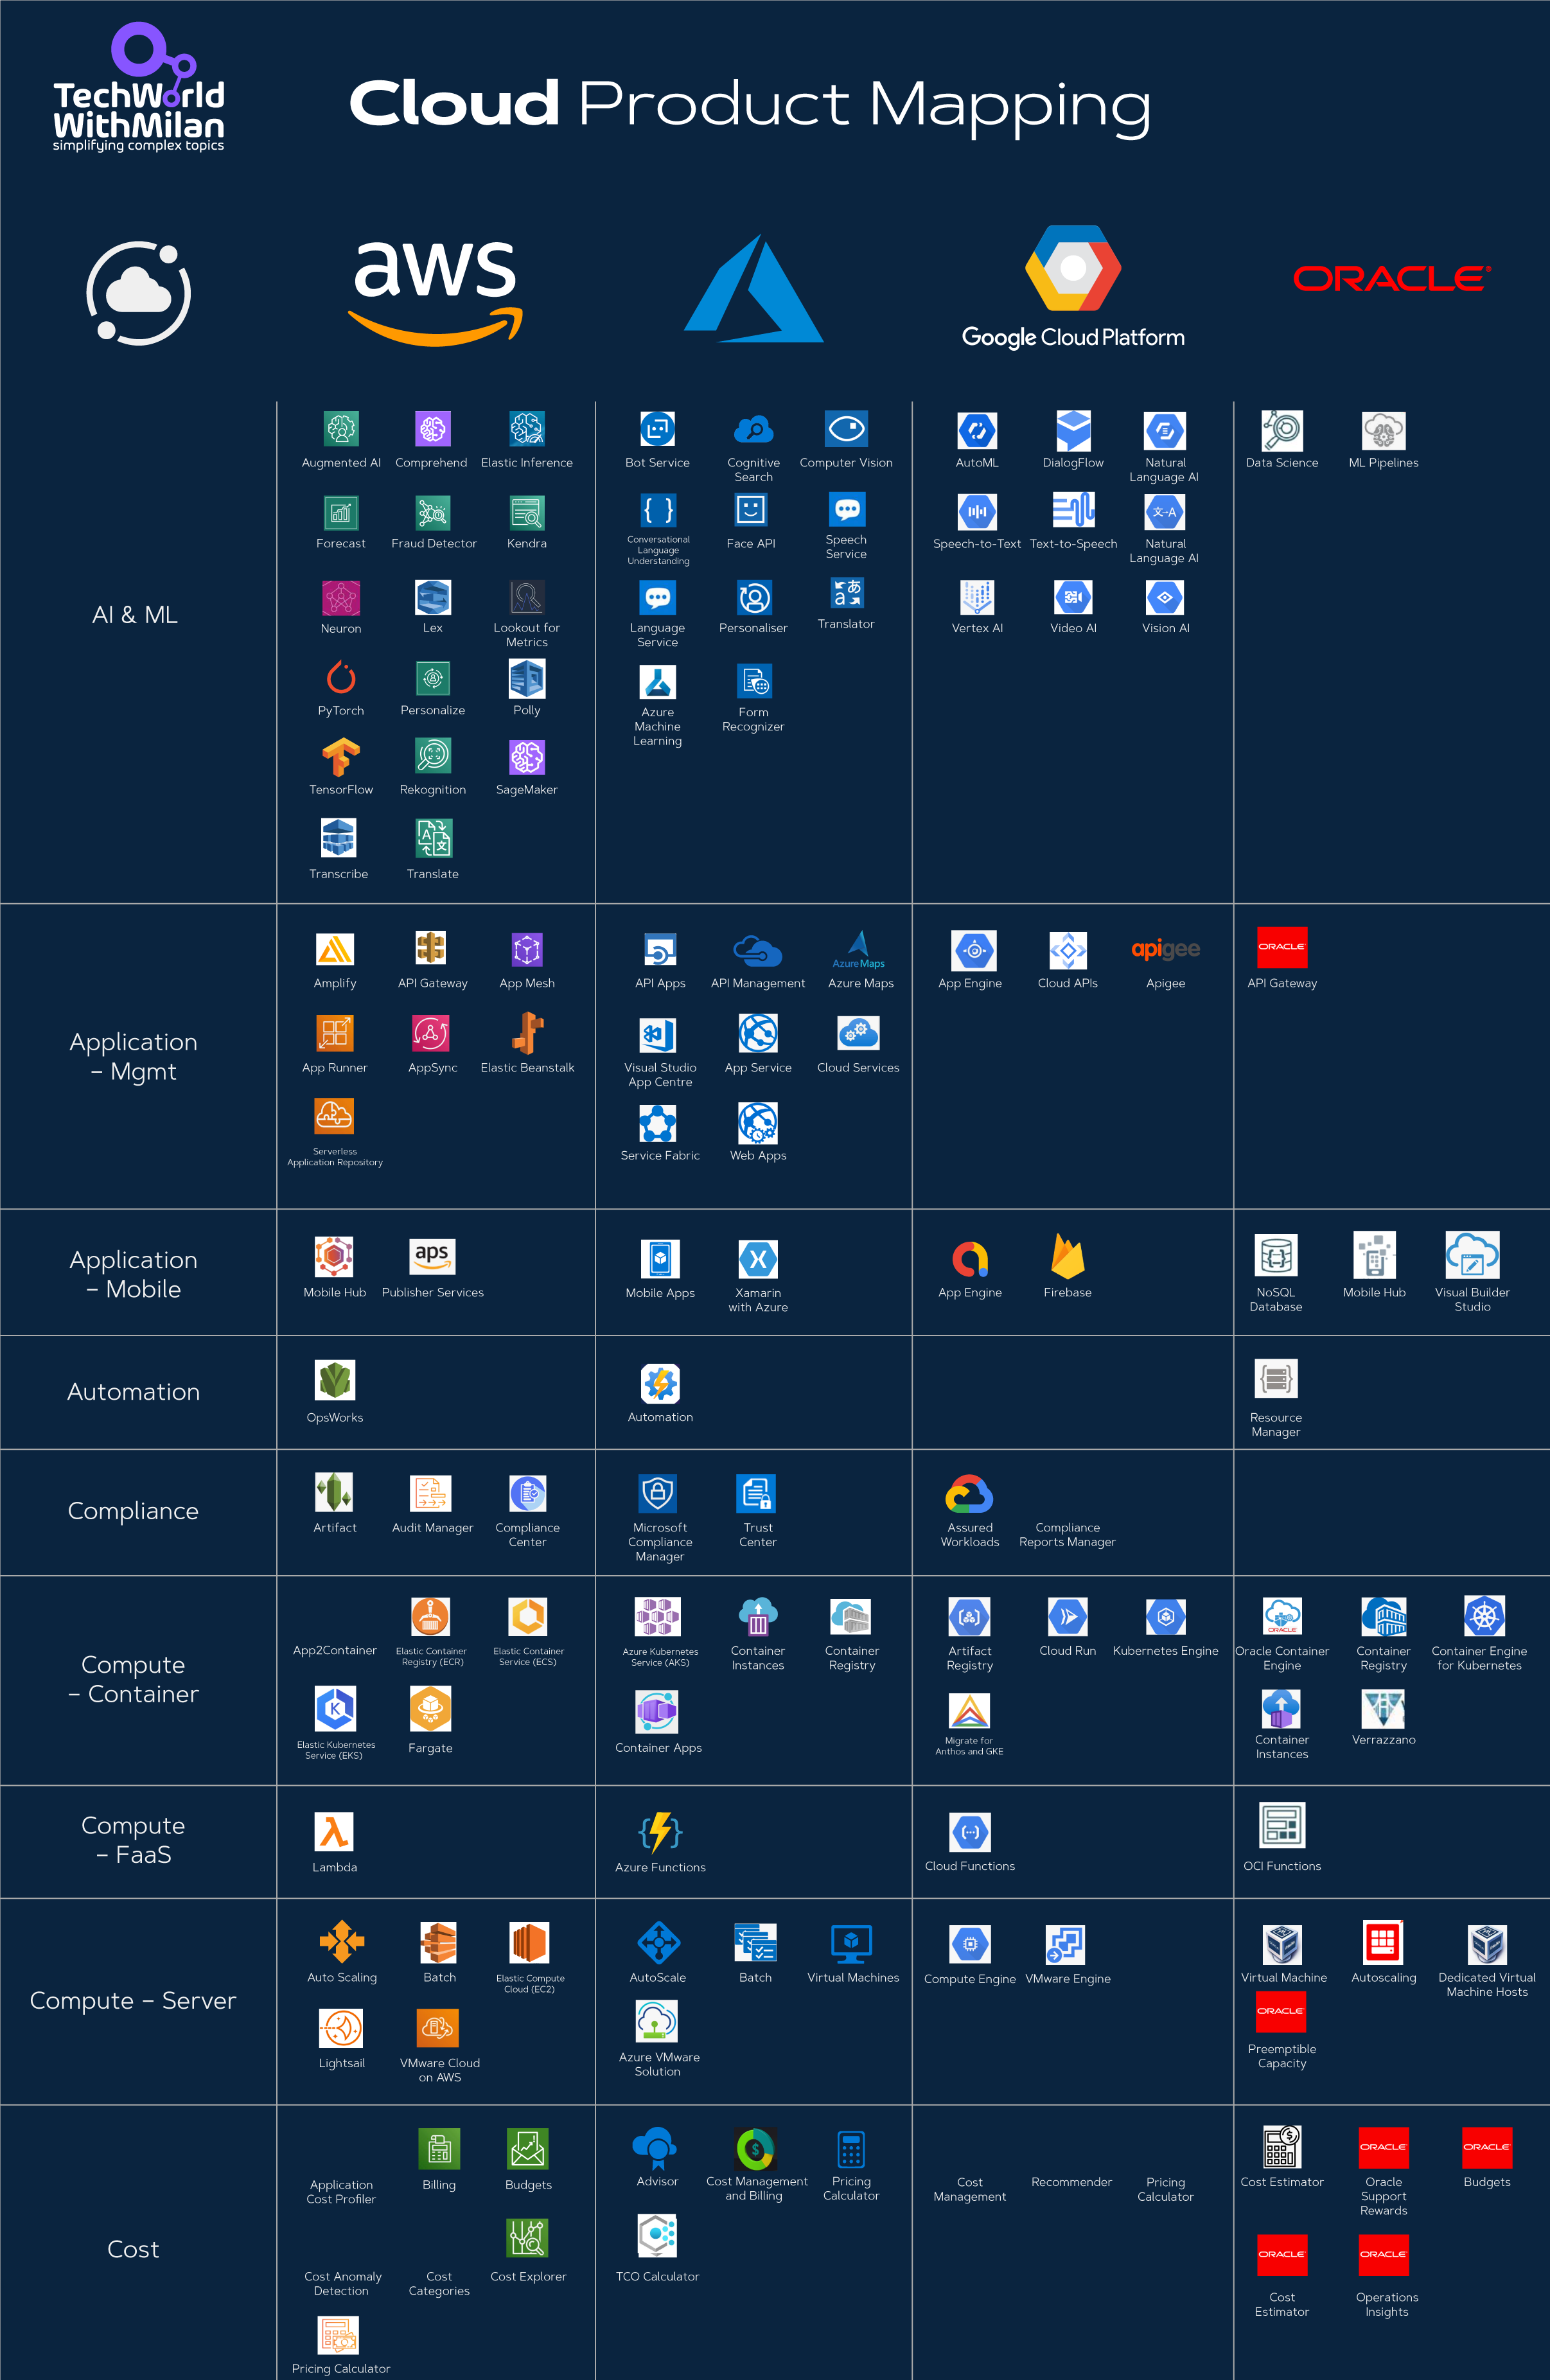 TechWorld
WithMilan
simplifying complex topics
Cloud Product Mapping
aws
Google Cloud Platform
ORACLE
AI & ML
Augmented AI
Comprehend
Elastic Inference
Forecast
Fraud Detector
Kendra
Neuron
Lex
Lookout for
Metrics
PyTorch
Personalize
Polly
TensorFlow
Rekognition
SageMaker
Transcribe
Translate
Bot Service
Cognitive
Search
Computer Vision
Conversational
Language
Understanding
Face API
Speech
Service
Language
Service
Personaliser
Translator
Azure
Machine
Learning
Form
Recognizer
AutoML
DialogFlow
Natural
Language AI
Speech-to-Text
Text-to-Speech
Natural
Language AI
Vertex AI
Video AI
Vision AI
Data Science
ML Pipelines
Application
– Mgmt
Amplify
API Gateway
App Mesh
App Runner
AppSync
Elastic Beanstalk
Serverless
Application Repository
API Apps
API Management
Azure Maps
Azure Maps
Visual Studio
App Centre
App Service
Cloud Services
Service Fabric
Web Apps
App Engine
Cloud APIs
apigee
Apigee
ORACLE
API Gateway
Application
– Mobile
Mobile Hub
aps
Publisher Services
Mobile Apps
Xamarin
with Azure
App Engine
Firebase
NoSQL
Database
Mobile Hub
Visual Builder
Studio
Automation
OpsWorks
Automation
Resource
Manager
Compliance
Artifact
Audit Manager
Compliance
Center
Microsoft
Compliance
Manager
Trust
Center
Assured
Workloads
Compliance
Reports Manager
Compute
– Container
App2Container
Elastic Container
Registry (ECR)
Elastic Container
Service (ECS)
Elastic Kubernetes
Service (EKS)
Fargate
Azure Kubernetes
Service (AKS)
Container
Instances
Container
Registry
Container Apps
Artifact
Registry
Cloud Run
Kubernetes Engine
Migrate for
Anthos and GKE
ORACLE
Oracle Container
Engine
Container
Registry
Container Engine
for Kubernetes
Container
Instances
Verrazzano
Compute
– FaaS
Lambda
Azure Functions
Cloud Functions
OCI Functions
Compute – Server
Auto Scaling
Batch
Elastic Compute
Cloud (EC2)
Lightsail
VMware Cloud
on AWS
AutoScale
Batch
Virtual Machines
Azure VMware
Solution
Compute Engine
VMware Engine
Virtual Machine
Autoscaling
Dedicated Virtual
Machine Hosts
ORACLE
Preemptible
Capacity
Cost
Application
Cost Profiler
Billing
Budgets
Cost Anomaly
Detection
Cost
Categories
Cost Explorer
Pricing Calculator
Advisor
Cost Management
and Billing
Pricing
Calculator
TCO Calculator
Cost
Management
Recommender
Pricing
Calculator
Cost Estimator
ORACLE
Oracle
Support
Rewards
ORACLE
Budgets
ORACLE
Cost
Estimator
ORACLE
Operations
Insights